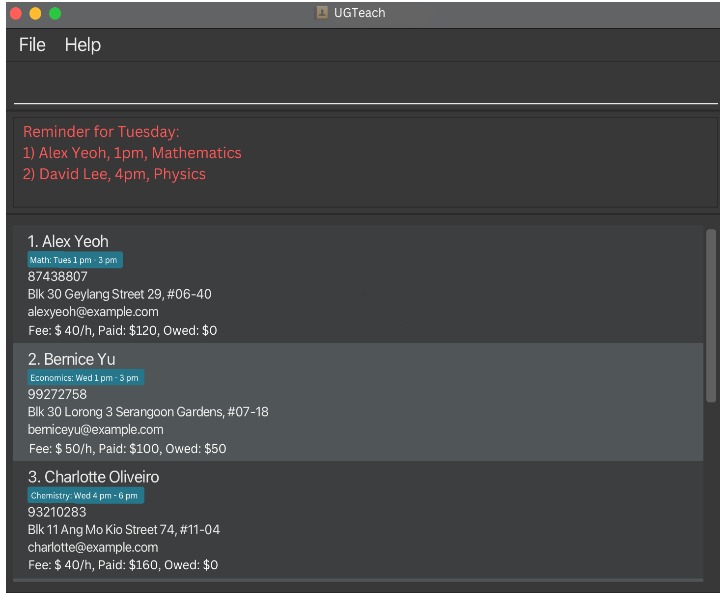 UGTeach
File Help
Reminder for Tuesday:
1) Alex Yeoh, 1pm, Mathematics
2) David Lee, 4pm, Physics
1. Alex Yeoh
Math: Tues 1 pm - 3 pm
87438807
Blk 30 Geylang Street 29, #06-40
alexyeoh@example.com
Fee: $ 40/h, Paid: $120, Owed: $0
2. Bernice Yu
Economics: Wed 1 pm - 3 pm
99272758
Blk 30 Lorong 3 Serangoon Gardens, #07-18
berniceyu@example.com
Fee: $ 50/h, Paid: $100, Owed: $50
3. Charlotte Oliveiro
Chemistry: Wed 4 pm - 6 pm
93210283
Blk 11 Ang Mo Kio Street 74, #11-04
charlotte@example.com
Fee: $ 40/h, Paid: $160, Owed: $0